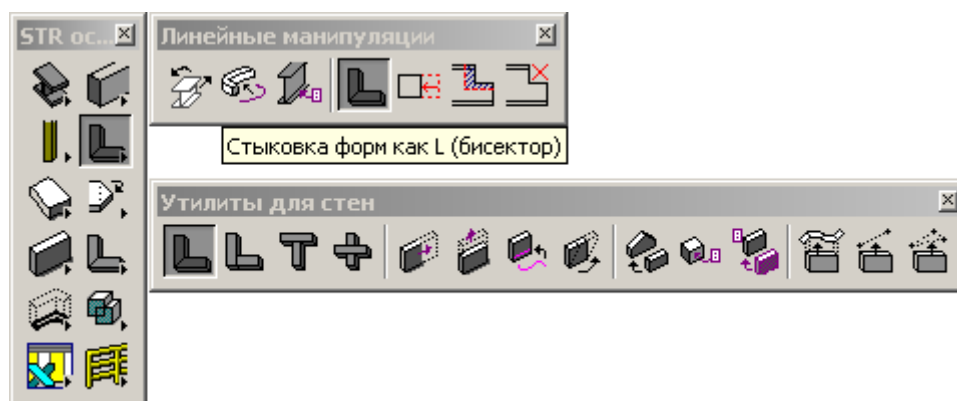 STR ос...
Линейные манипуляции
Стыковка форм как L (бисектор)
Утилиты для стен